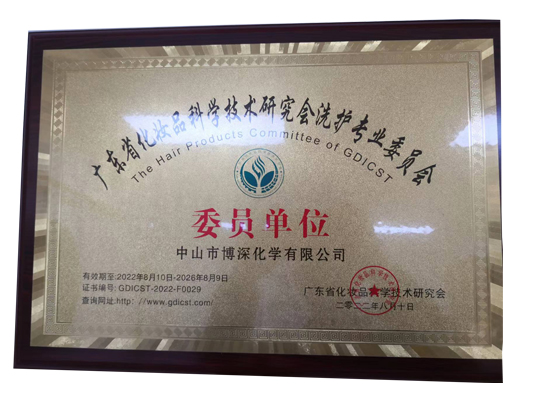 广东省化妆品科学技术研究会洗护专业委员会
The Hair Products Committee of GDICST
委员单位
中山市博深化学有限公司
有效期至:2022年8月10日-2026年8月9日
证书编号: GDICST-2022-F0029
查询网址:http: //www.gdicst.com/
广东省化妆品科学技术研究会
二零二二年八月十日